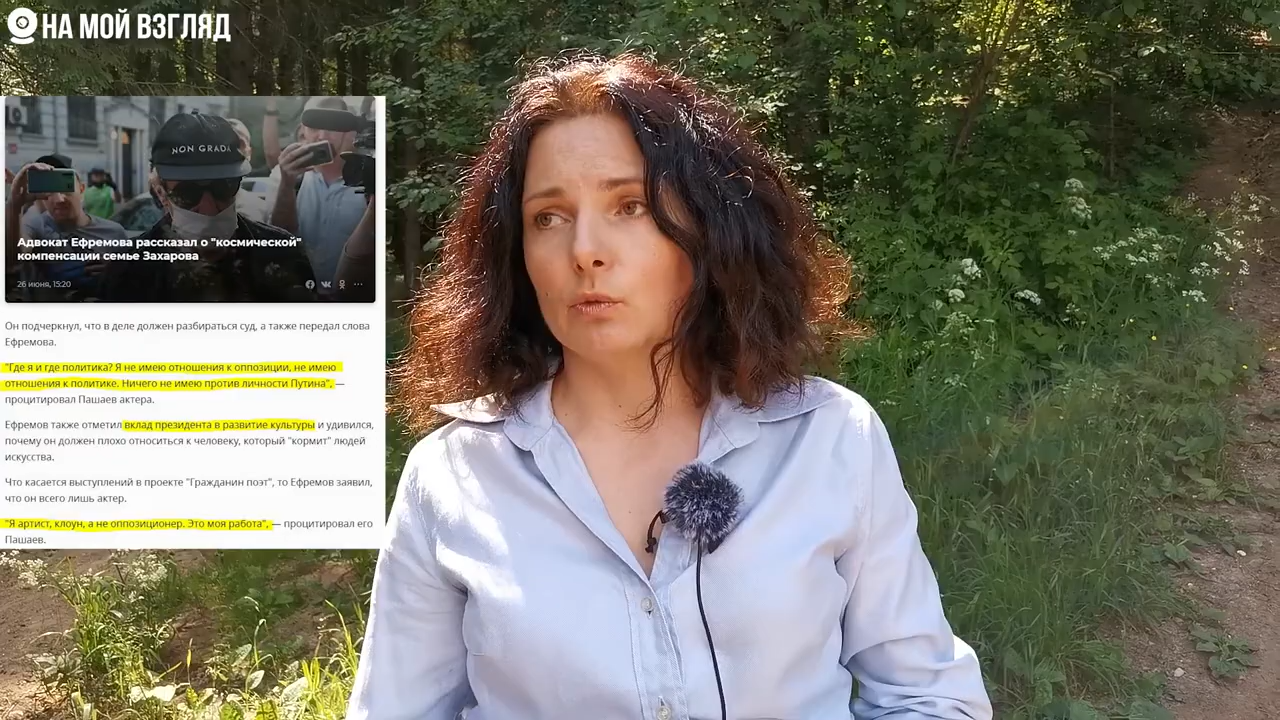 НА МОЙ ВЗГЛЯД
NON GRADA
Адвокат Ефремова рассказал о "космической"
компенсации семье Захарова
26 июня, 15:20
Он подчеркнул, что в деле должен разбираться суд, а также передал слова
Ефремова.
"Где я и где политика? Я не имею отношения к оппозиции, не имею
отношения к политике. Ничего не имею против личности Путина", —
процитировал Пашаев актера.
Ефремов также отметил вклад президента в развитие культуры и удивился,
почему он должен плохо относиться к человеку, который "кормит" людей
искусства.
Что касается выступлений в проекте "Гражданин поэт", то Ефремов заявил,
что он всего лишь актер.
"Я артист, клоун, а не оппозиционер. Это моя работа", — процитировал его
Пашаев.